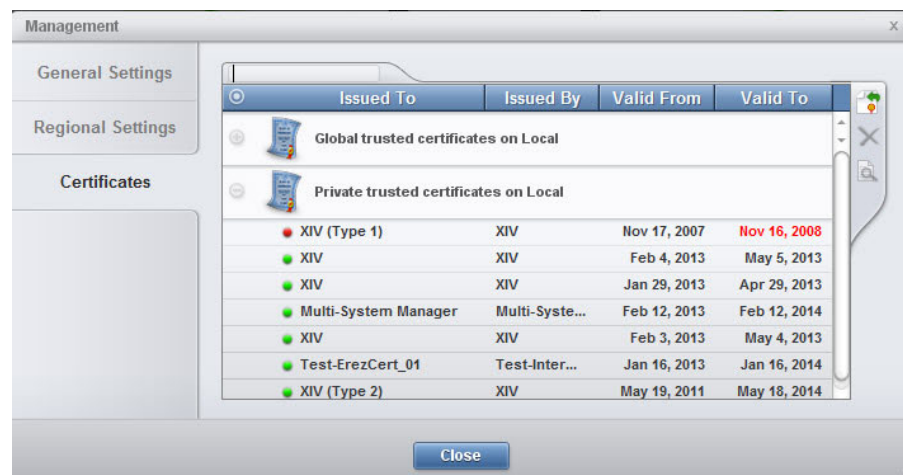 Management x
General Settings
Regional Settings
Certificates
Issued To Issued By Valid From Valid To
Global trusted certificates on Local
Private trusted certificates on Local
XIV (Type 1) XIV Nov 17, 2007 Nov 16, 2008
XIV XIV Feb 4, 2013 May 5, 2013
XIV XIV Jan 29, 2013 Apr 29, 2013
Multi-System Manager Multi-Syste... Feb 12, 2013 Feb 12, 2014
XIV XIV Feb 3, 2013 May 4, 2013
Test-ErezCert_01 Test-Inter... Jan 16, 2013 Jan 16, 2014
XIV (Type 2) XIV May 19, 2011 May 18, 2014
Close